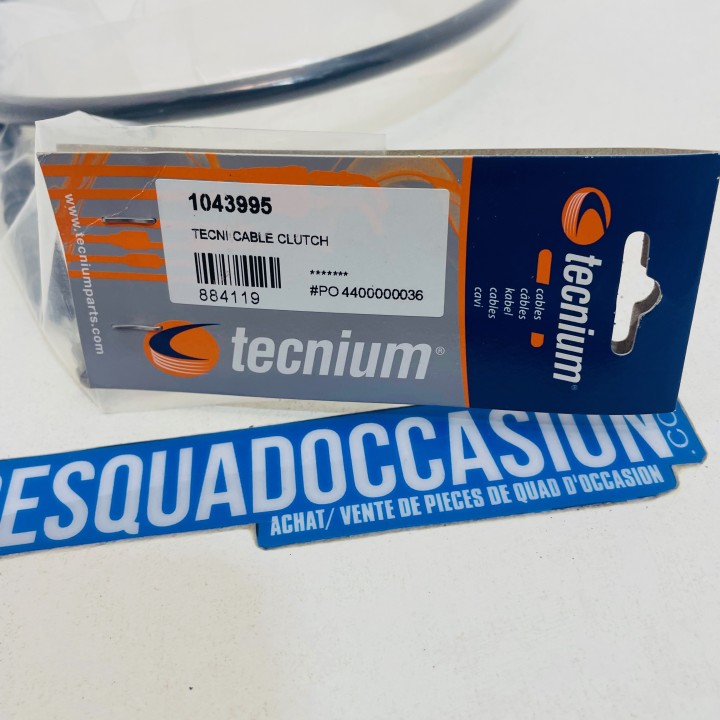 1043995
TECNI CABLE CLUTCH
*******
884119
#PO 4400000036
www.tecniumparts.com
tecnium®
tecnium®
cables
câbles
kabel
cables
cavi
ESQUADOCCASION
ACHAT/ VENTE DE PIECES DE QUAD D'OCCASION